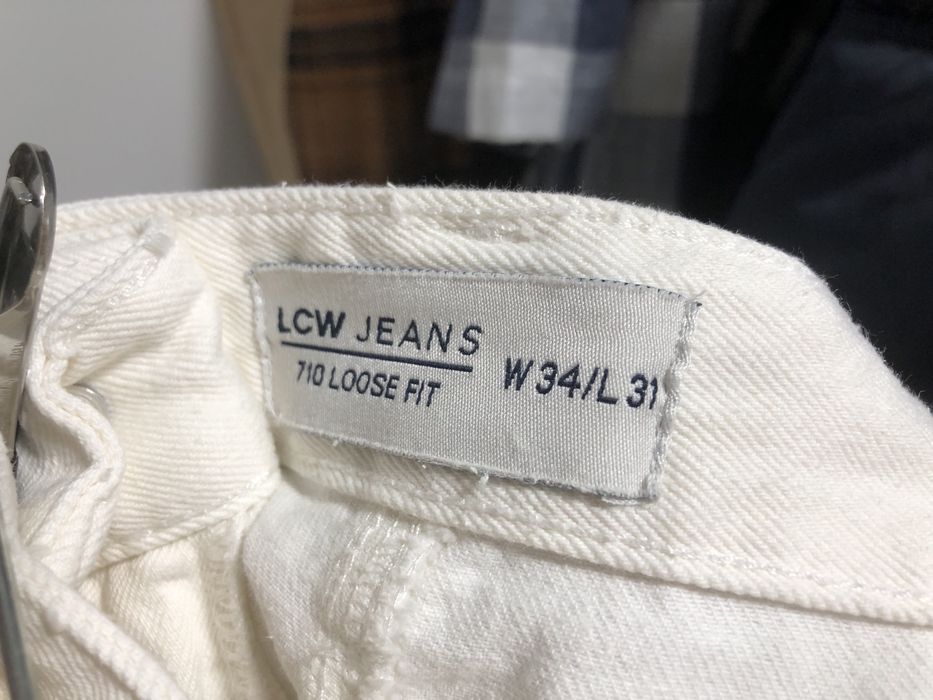 LCW JEANS
710 LOOSE FIT
W 34/L 31